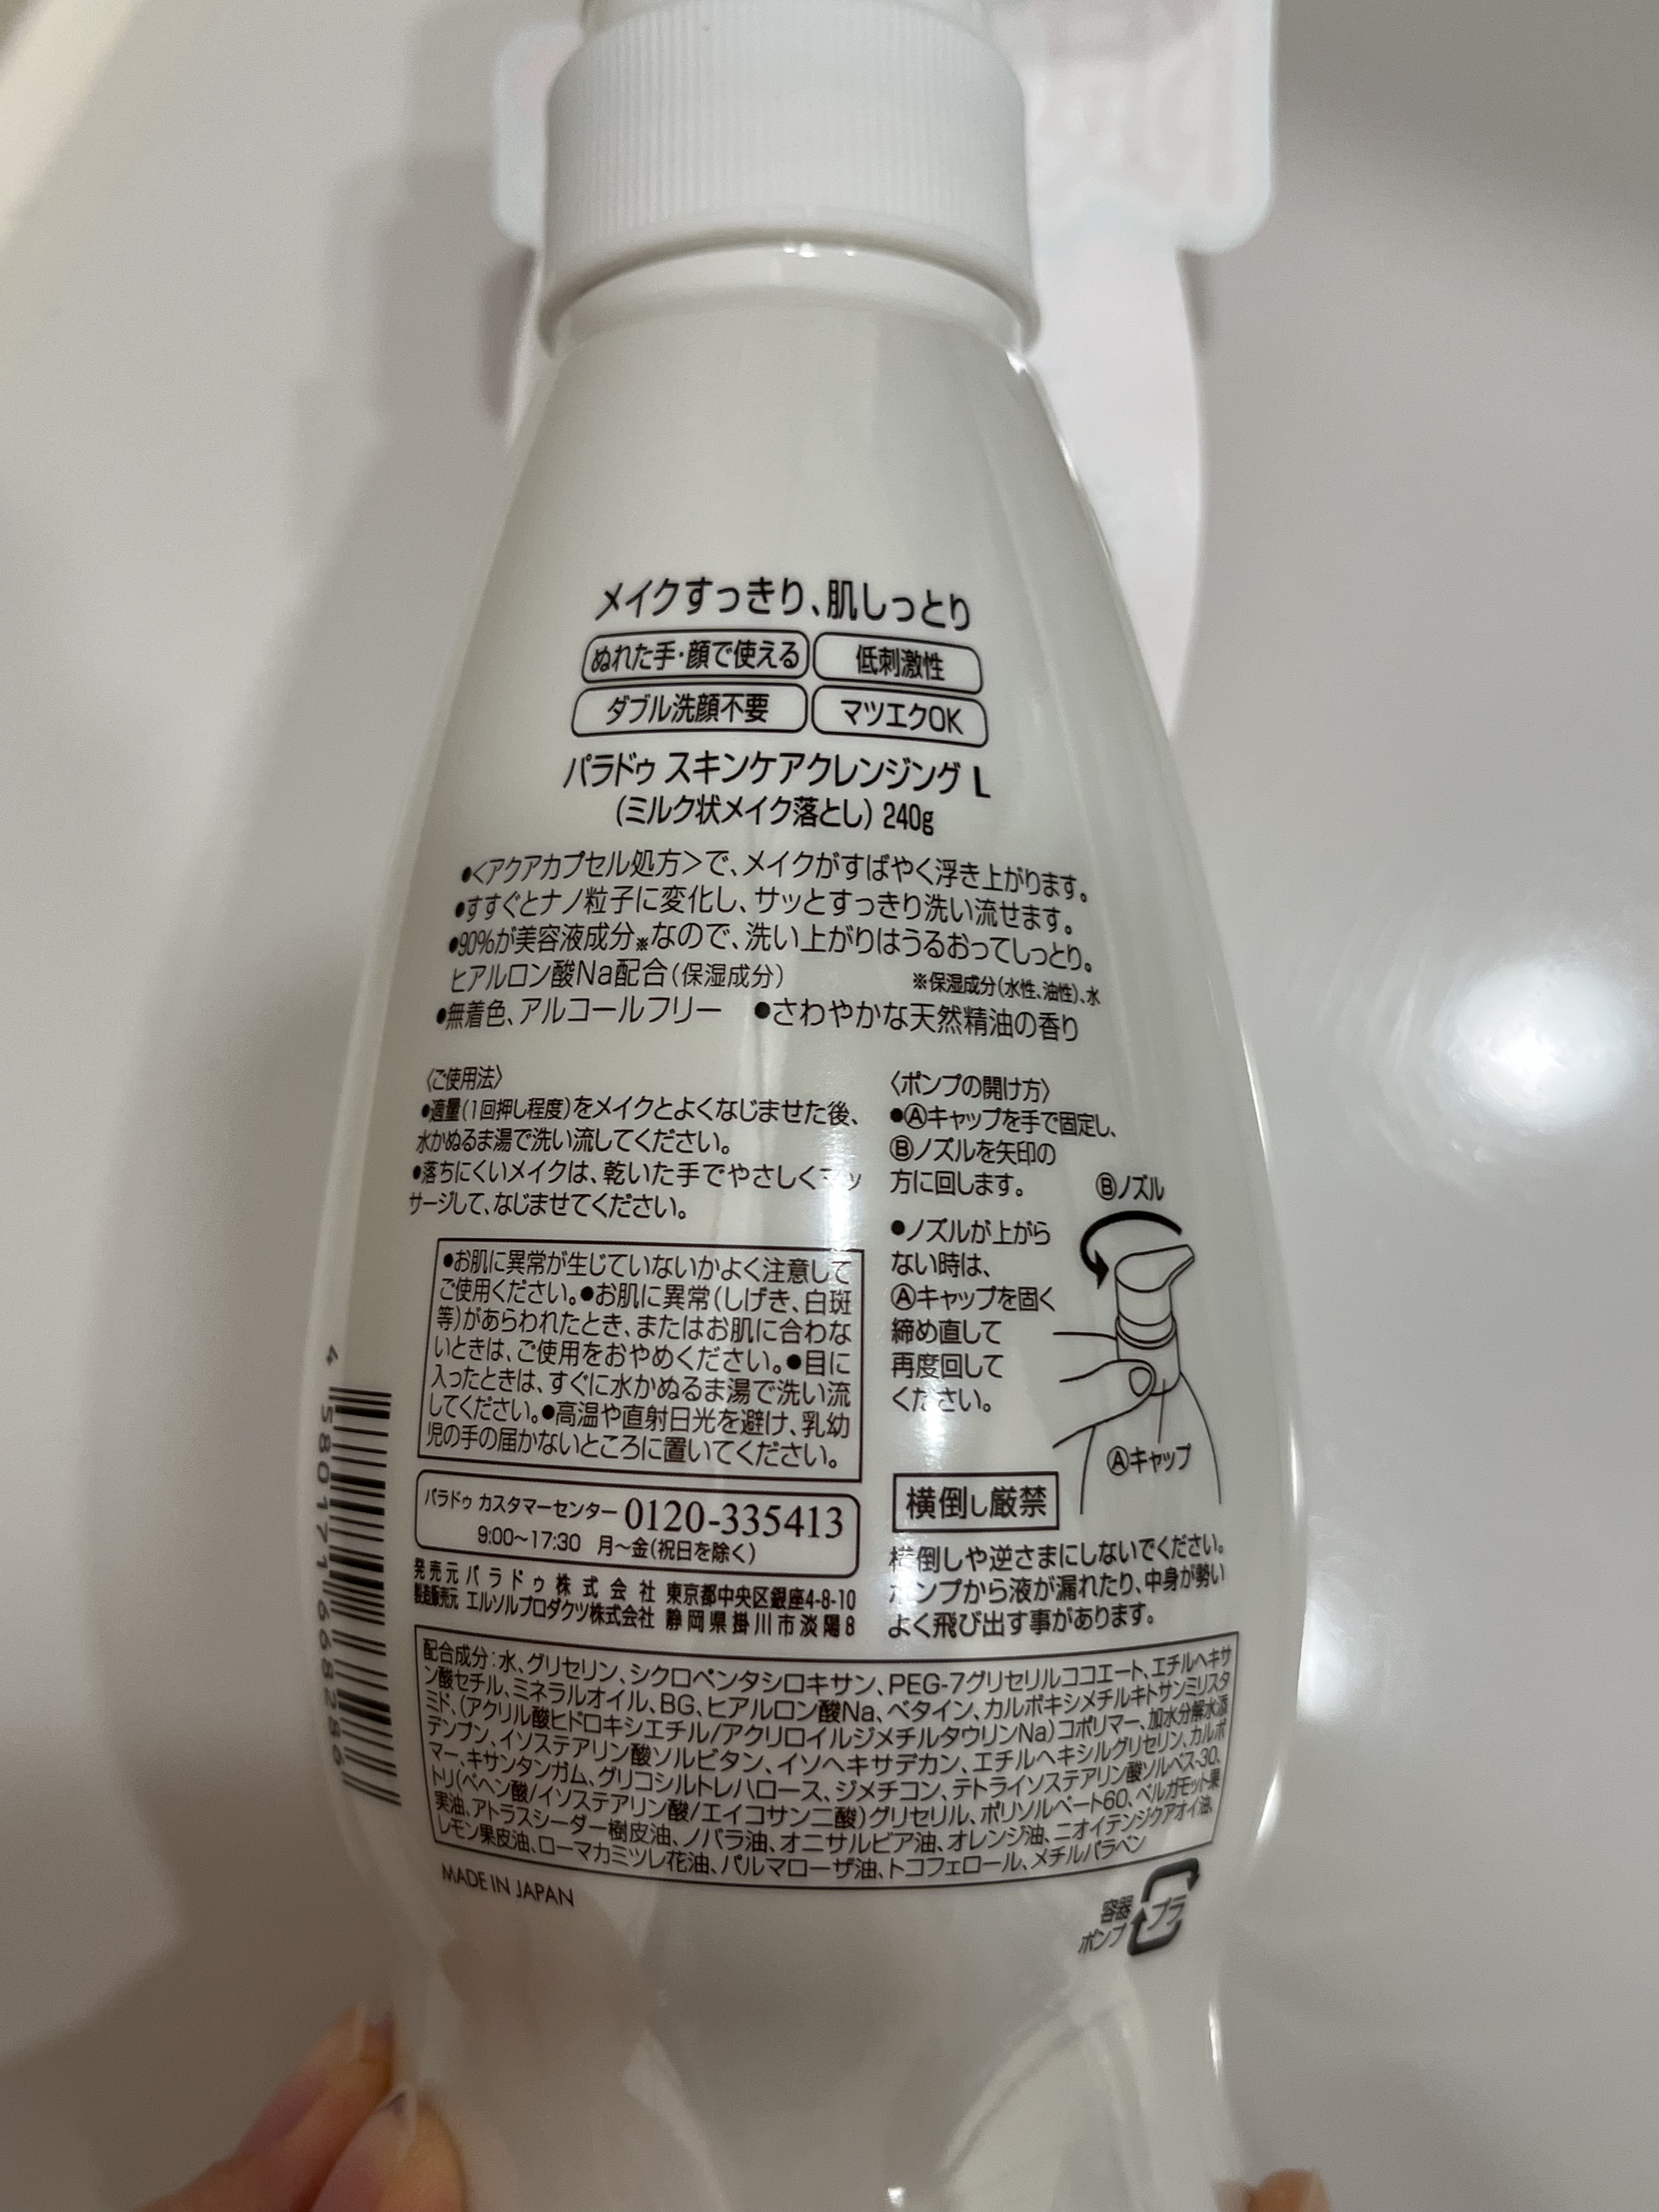 メイクすっきり、肌しっとり
ぬれた手・顔で使える 低刺激性
ダブル洗顔不要 マツエクOK
パラドゥ スキンケアクレンジング L
(ミルク状メイク落とし) 240g
●<アクアカプセル処方>で、メイクがすばやく浮き上がります。
●すすぐとナノ粒子に変化し、サッとすっきり洗い流せます。
●90%が美容液成分※なので、洗い上がりはうるおってしっとり。
ヒアルロン酸Na配合(保湿成分) ※保湿成分(水性、油性)、水
●無着色、アルコールフリー ●さわやかな天然精油の香り
〈ご使用法〉
●適量(1回押し程度)をメイクとよくなじませた後、
水かぬるま湯で洗い流してください。
●落ちにくいメイクは、乾いた手でやさしくマッ
サージして、なじませてください。
●お肌に異常が生じていないかよく注意して
ご使用ください。●お肌に異常(しげき、白斑
等)があらわれたとき、またはお肌に合わな
いときは、ご使用をおやめください。●目に
入ったときは、すぐに水かぬるま湯で洗い流
してください。●高温や直射日光を避け、乳幼
児の手の届かないところに置いてください。
パラドゥ カスタマーセンター 0120-335413
9:00～17:30 月～金(祝日を除く)
発売元 パラドゥ株式会社 東京都中央区銀座4-8-10
製造販売元 エルソルプロダクツ株式会社 静岡県掛川市淡陽8
〈ポンプの開け方〉
●Ⓐキャップを手で固定し、
Ⓑノズルを矢印の
方に回します。
Ⓑノズル
●ノズルが上がら
ない時は、
Ⓐキャップを固く
締め直して
再度回して
ください。
Ⓐキャップ
横倒し厳禁
横倒しや逆さまにしないでください。
ポンプから液が漏れたり、中身が勢い
よく飛び出す事があります。
配合成分：水、グリセリン、シクロペンタシロキサン、PEG-7グリセリルココエート、エチルヘキサ
ン酸セチル、ミネラルオイル、BG、ヒアルロン酸Na、ベタイン、カルボキシメチルキトサンミリスタ
ミド、(アクリル酸ヒドロキシエチル/アクリロイルジメチルタウリンNa)コポリマー、加水分解水添
デンプン、イソステアリン酸ソルビタン、イソヘキサデカン、エチルヘキシルグリセリン、カルボ
マー、キサンタンガム、グリコシルトレハロース、ジメチコン、テトライソステアリン酸ソルベス-30、
トリ(ベヘン酸/イソステアリン酸/エイコサン二酸)グリセリル、ポリソルベート60、ベルガモット果
実油、アトラスシーダー樹皮油、ノバラ油、オニサルビア油、オレンジ油、ニオイテンジクアオイ油、
レモン果皮油、ローマカミツレ花油、パルマローザ油、トコフェロール、メチルパラベン
MADE IN JAPAN
容器
ポンプ
プラ
4 580171 668286